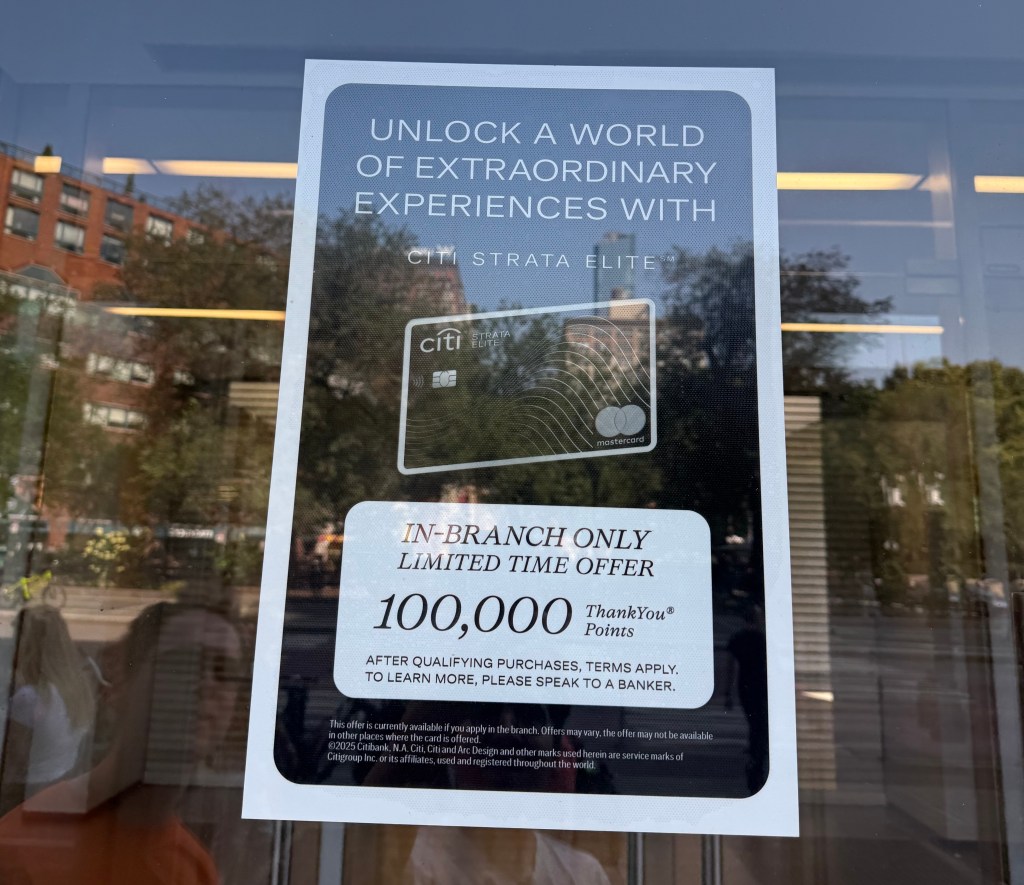 UNLOCK A WORLD
OF EXTRAORDINARY
EXPERIENCES WITH
CITI STRATA ELITE℠
citi STRATA
ELITE
mastercard
IN-BRANCH ONLY
LIMITED TIME OFFER
100,000 ThankYou®
Points
AFTER QUALIFYING PURCHASES, TERMS APPLY.
TO LEARN MORE, PLEASE SPEAK TO A BANKER.
This offer is currently available if you apply in the branch. Offers may vary, the offer may not be available
in other places where the card is offered.
©2025 Citibank, N.A. Citi, Citi and Arc Design and other marks used herein are service marks of
Citigroup Inc. or its affiliates, used and registered throughout the world.